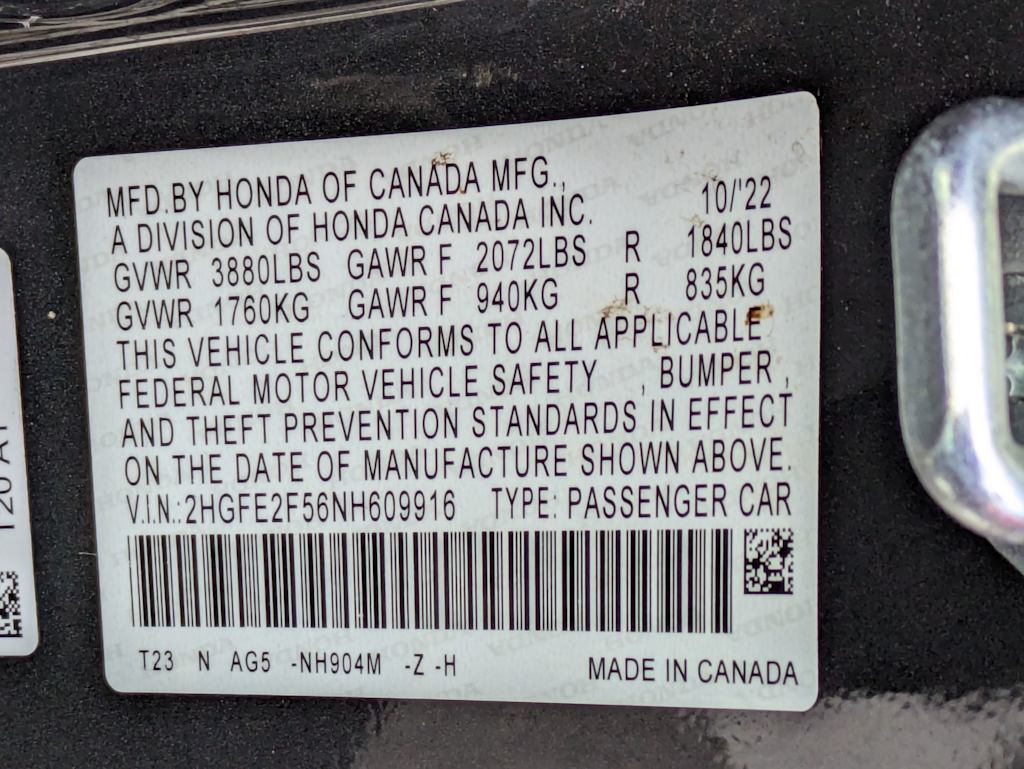 MFD.BY HONDA OF CANADA MFG.,
A DIVISION OF HONDA CANADA INC. 10/'22
GVWR 3880LBS GAWR F 2072LBS R 1840LBS
GVWR 1760KG GAWR F 940KG R 835KG
THIS VEHICLE CONFORMS TO ALL APPLICABLE
FEDERAL MOTOR VEHICLE SAFETY , BUMPER ,
AND THEFT PREVENTION STANDARDS IN EFFECT
ON THE DATE OF MANUFACTURE SHOWN ABOVE.
V.I.N.:2HGFE2F56NH609916 TYPE: PASSENGER CAR
T23 N AG5 -NH904M -Z -H MADE IN CANADA